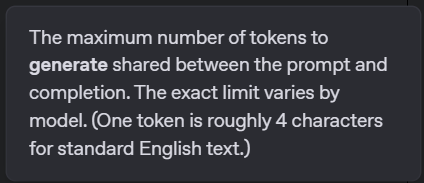 The maximum number of tokens to
generate shared between the prompt and
completion. The exact limit varies by
model. (One token is roughly 4 characters
for standard English text.)